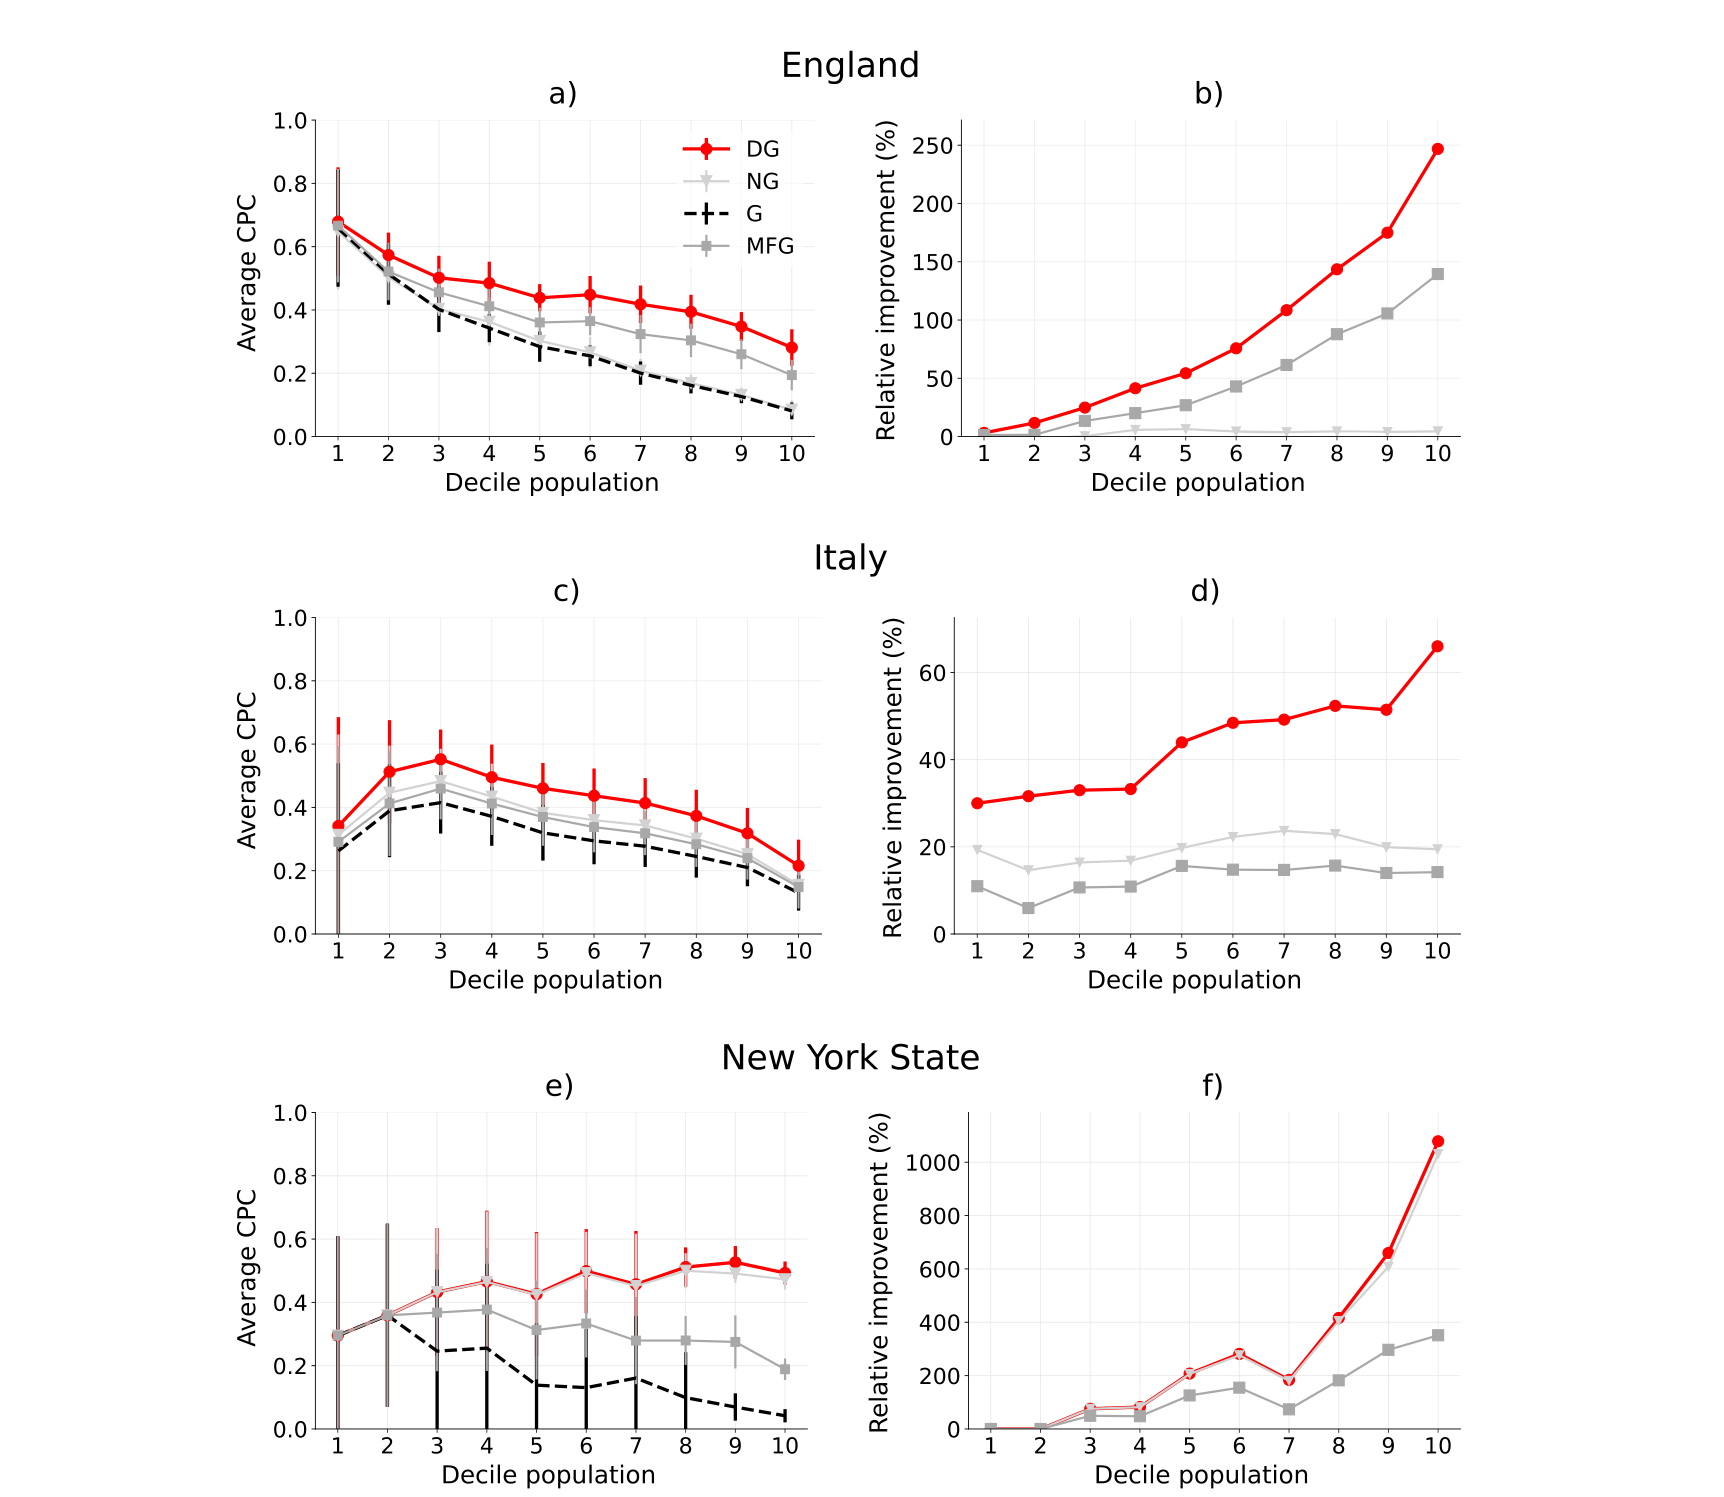 England
a)
b)
Average CPC
1.0
0.8
0.6
0.4
0.2
0.0
DG
NG
G
MFG
1 2 3 4 5 6 7 8 9 10
Decile population
Relative improvement (%)
250
200
150
100
50
0
1 2 3 4 5 6 7 8 9 10
Decile population
Italy
c)
d)
Average CPC
1.0
0.8
0.6
0.4
0.2
0.0
1 2 3 4 5 6 7 8 9 10
Decile population
Relative improvement (%)
60
40
20
0
1 2 3 4 5 6 7 8 9 10
Decile population
New York State
e)
f)
Average CPC
1.0
0.8
0.6
0.4
0.2
0.0
1 2 3 4 5 6 7 8 9 10
Decile population
Relative improvement (%)
1000
800
600
400
200
0
1 2 3 4 5 6 7 8 9 10
Decile population